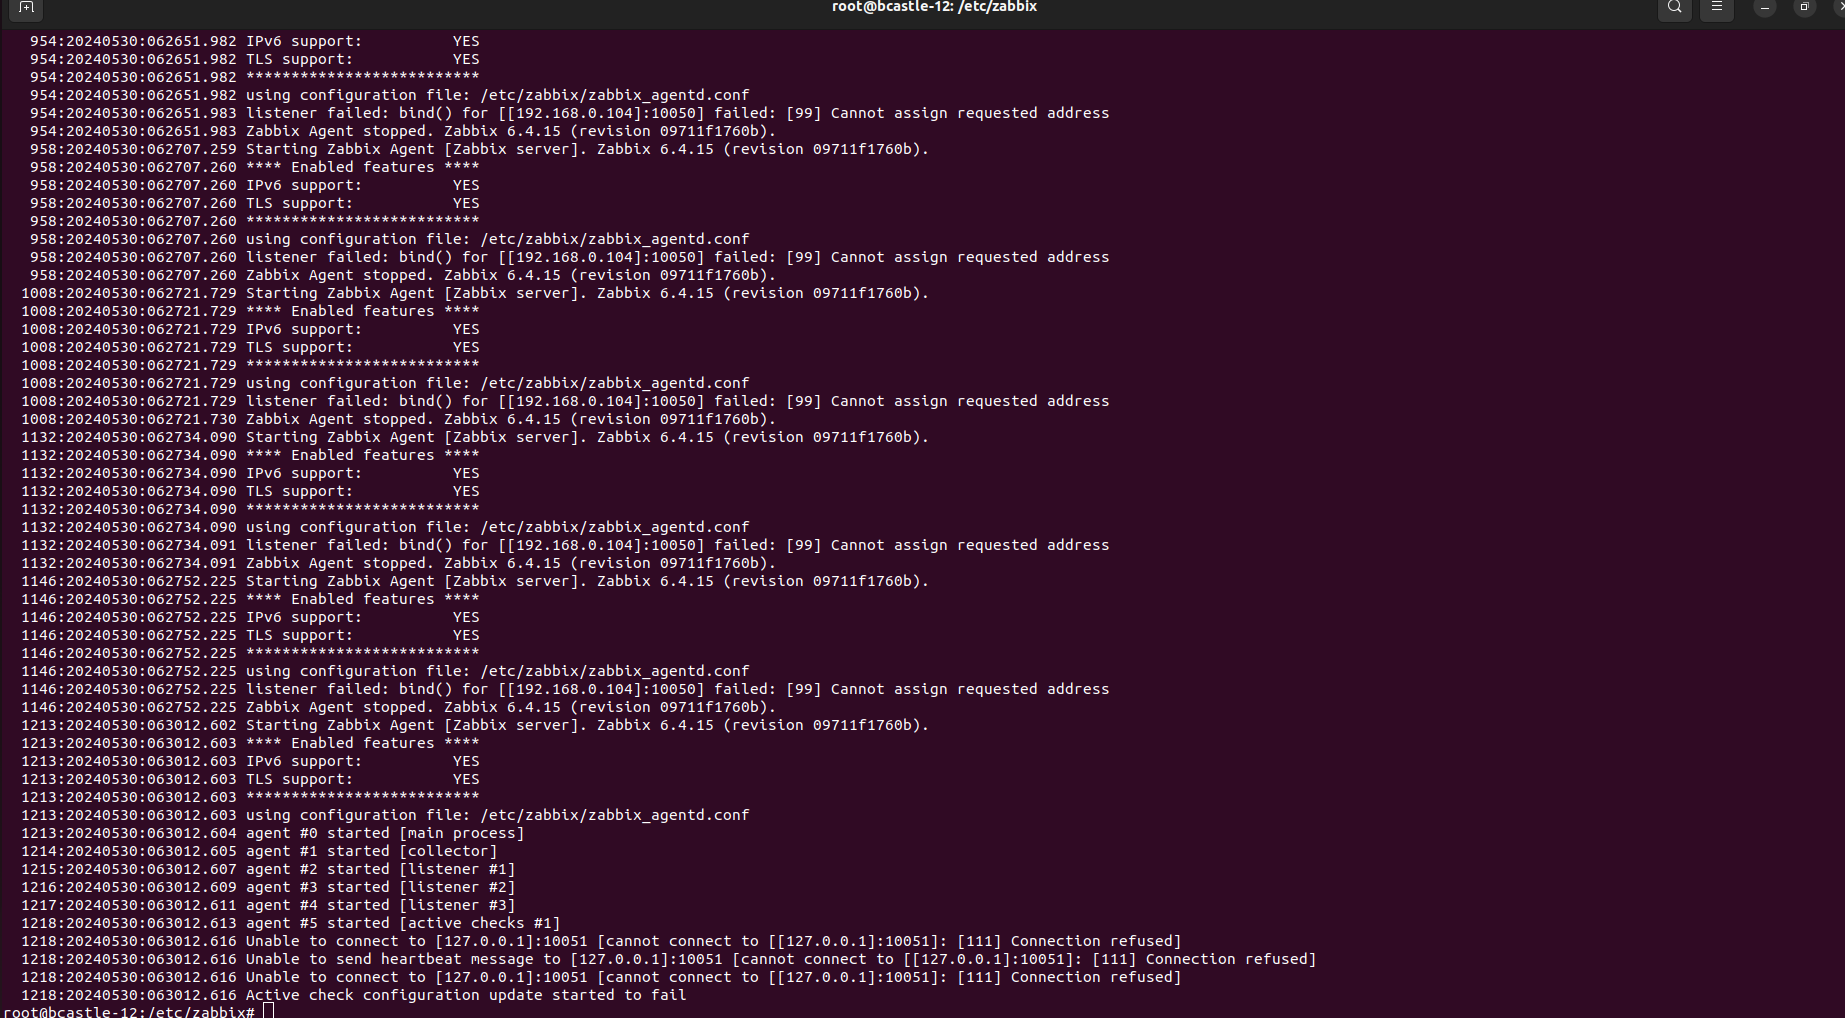 root@bcastle-12: /etc/zabbix
954:20240530:062651.982 IPv6 support:          YES
954:20240530:062651.982 TLS support:           YES
954:20240530:062651.982 **************************
954:20240530:062651.982 using configuration file: /etc/zabbix/zabbix_agentd.conf
954:20240530:062651.983 listener failed: bind() for [[192.168.0.104]:10050] failed: [99] Cannot assign requested address
954:20240530:062651.983 Zabbix Agent stopped. Zabbix 6.4.15 (revision 09711f1760b).
958:20240530:062707.259 Starting Zabbix Agent [Zabbix server]. Zabbix 6.4.15 (revision 09711f1760b).
958:20240530:062707.260 **** Enabled features ****
958:20240530:062707.260 IPv6 support:          YES
958:20240530:062707.260 TLS support:           YES
958:20240530:062707.260 **************************
958:20240530:062707.260 using configuration file: /etc/zabbix/zabbix_agentd.conf
958:20240530:062707.260 listener failed: bind() for [[192.168.0.104]:10050] failed: [99] Cannot assign requested address
958:20240530:062707.260 Zabbix Agent stopped. Zabbix 6.4.15 (revision 09711f1760b).
1008:20240530:062721.729 Starting Zabbix Agent [Zabbix server]. Zabbix 6.4.15 (revision 09711f1760b).
1008:20240530:062721.729 **** Enabled features ****
1008:20240530:062721.729 IPv6 support:          YES
1008:20240530:062721.729 TLS support:           YES
1008:20240530:062721.729 **************************
1008:20240530:062721.729 using configuration file: /etc/zabbix/zabbix_agentd.conf
1008:20240530:062721.729 listener failed: bind() for [[192.168.0.104]:10050] failed: [99] Cannot assign requested address
1008:20240530:062721.730 Zabbix Agent stopped. Zabbix 6.4.15 (revision 09711f1760b).
1132:20240530:062734.090 Starting Zabbix Agent [Zabbix server]. Zabbix 6.4.15 (revision 09711f1760b).
1132:20240530:062734.090 **** Enabled features ****
1132:20240530:062734.090 IPv6 support:          YES
1132:20240530:062734.090 TLS support:           YES
1132:20240530:062734.090 **************************
1132:20240530:062734.090 using configuration file: /etc/zabbix/zabbix_agentd.conf
1132:20240530:062734.091 listener failed: bind() for [[192.168.0.104]:10050] failed: [99] Cannot assign requested address
1132:20240530:062734.091 Zabbix Agent stopped. Zabbix 6.4.15 (revision 09711f1760b).
1146:20240530:062752.225 Starting Zabbix Agent [Zabbix server]. Zabbix 6.4.15 (revision 09711f1760b).
1146:20240530:062752.225 **** Enabled features ****
1146:20240530:062752.225 IPv6 support:          YES
1146:20240530:062752.225 TLS support:           YES
1146:20240530:062752.225 **************************
1146:20240530:062752.225 using configuration file: /etc/zabbix/zabbix_agentd.conf
1146:20240530:062752.225 listener failed: bind() for [[192.168.0.104]:10050] failed: [99] Cannot assign requested address
1146:20240530:062752.225 Zabbix Agent stopped. Zabbix 6.4.15 (revision 09711f1760b).
1213:20240530:063012.602 Starting Zabbix Agent [Zabbix server]. Zabbix 6.4.15 (revision 09711f1760b).
1213:20240530:063012.603 **** Enabled features ****
1213:20240530:063012.603 IPv6 support:          YES
1213:20240530:063012.603 TLS support:           YES
1213:20240530:063012.603 **************************
1213:20240530:063012.603 using configuration file: /etc/zabbix/zabbix_agentd.conf
1213:20240530:063012.604 agent #0 started [main process]
1214:20240530:063012.605 agent #1 started [collector]
1215:20240530:063012.607 agent #2 started [listener #1]
1216:20240530:063012.609 agent #3 started [listener #2]
1217:20240530:063012.611 agent #4 started [listener #3]
1218:20240530:063012.613 agent #5 started [active checks #1]
1218:20240530:063012.616 Unable to connect to [127.0.0.1]:10051 [cannot connect to [[127.0.0.1]:10051]: [111] Connection refused]
1218:20240530:063012.616 Unable to send heartbeat message to [127.0.0.1]:10051 [cannot connect to [[127.0.0.1]:10051]: [111] Connection refused]
1218:20240530:063012.616 Unable to connect to [127.0.0.1]:10051 [cannot connect to [[127.0.0.1]:10051]: [111] Connection refused]
1218:20240530:063012.616 Active check configuration update started to fail
root@bcastle-12:/etc/zabbix#